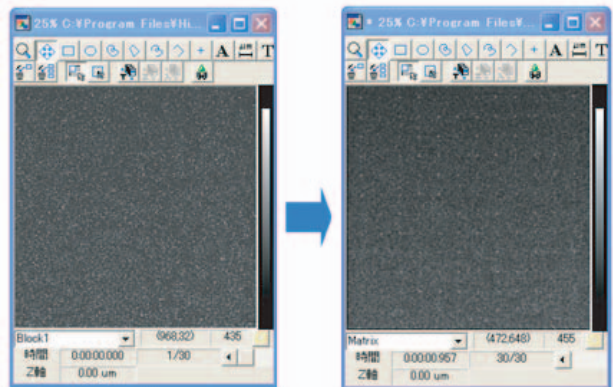 25% C:¥Program Files¥Hi...
A T
Block1 (968,32) 435
時間 0:00:00.000 1/30
Z軸 0.00 um
* 25% C:¥Program Files¥...
A T
Matrix (472,648) 455
時間 0:00:00.957 30/30
Z軸 0.00 um